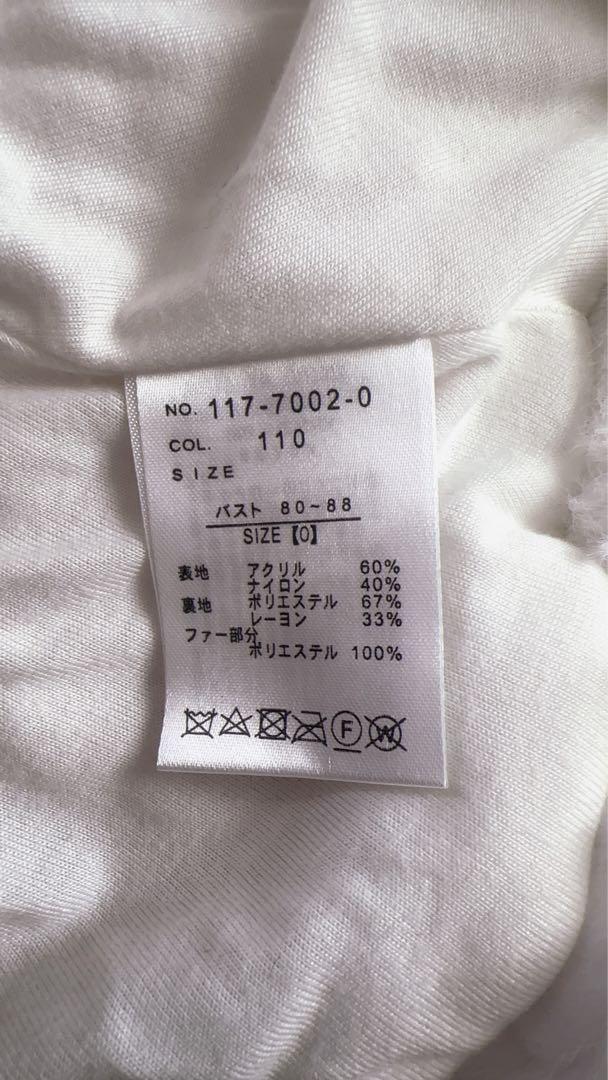 NO. 117-7002-0
COL. 110
SIZE
バスト 80~88
SIZE【0】
表地 アクリル 60%
ナイロン 40%
裏地 ポリエステル 67%
レーヨン 33%
ファー部分
ポリエステル 100%
F W